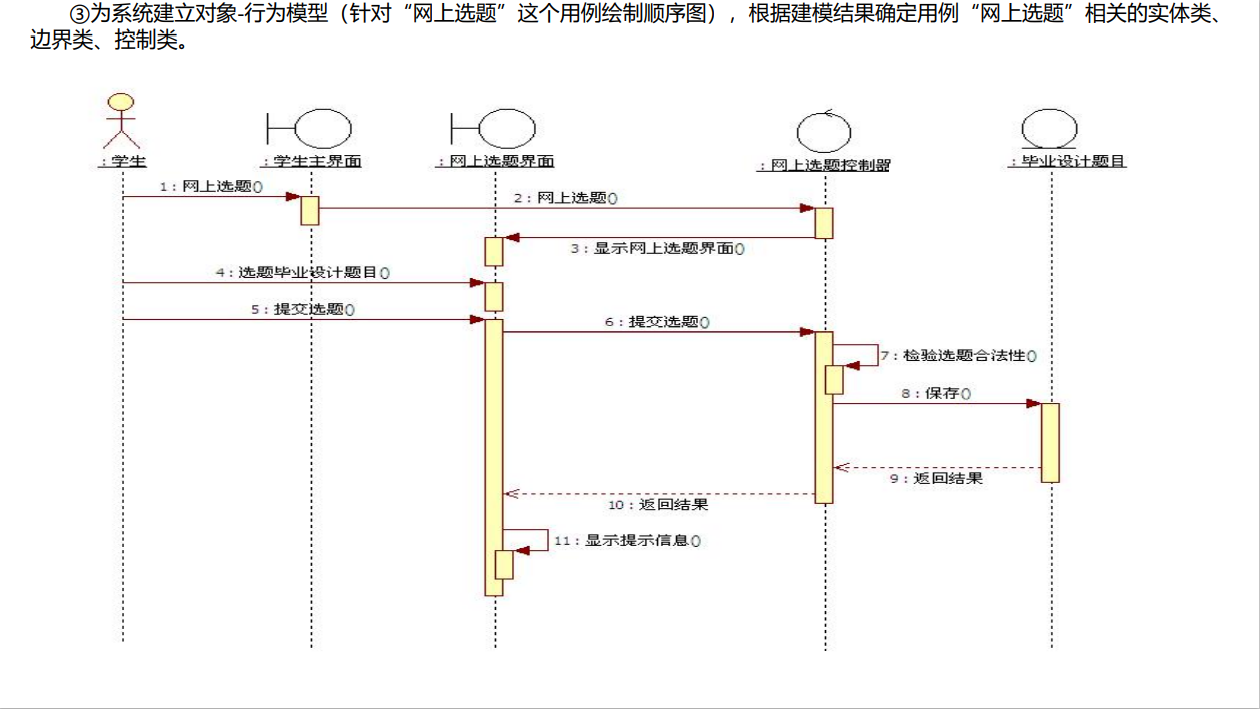 ③为系统建立对象-行为模型（针对“网上选题”这个用例绘制顺序图），根据建模结果确定用例“网上选题”相关的实体类、
边界类、控制类。
: 学生
: 学生主界面
: 网上选题界面
: 网上选题控制器
: 毕业设计题目
1 : 网上选题()
2 : 网上选题()
3 : 显示网上选题界面()
4 : 选题毕业设计题目()
5 : 提交选题()
6 : 提交选题()
7 : 检验选题合法性()
8 : 保存()
9 : 返回结果
10 : 返回结果
11 : 显示提示信息()